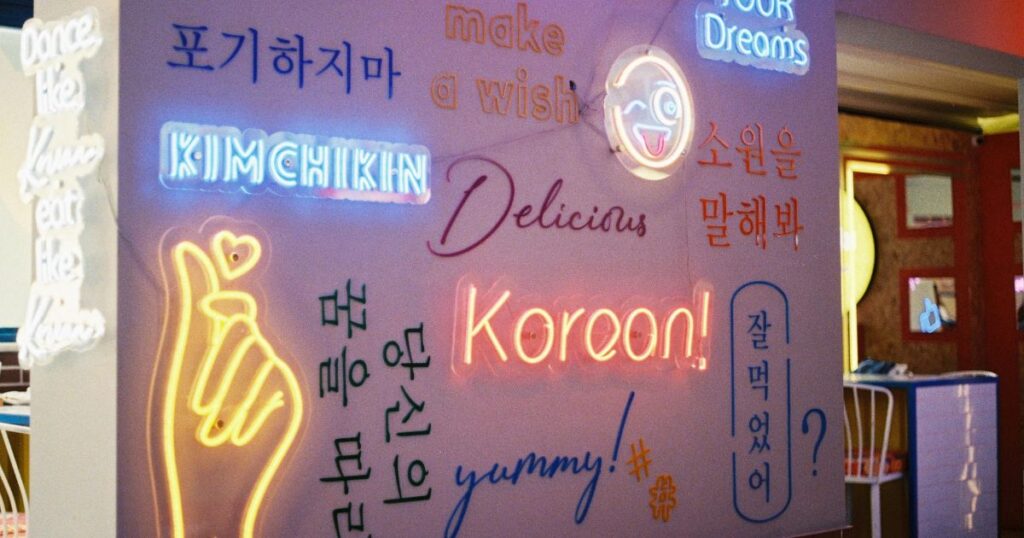 Dance
like
eat
like
포기하지마
make
a wish
YOUR
Dreams
KIMCHIKIN
Delicious
소원을
말해봐
Korean!
당신의
꿈을 따라
yummy!
##
잘먹었어
?